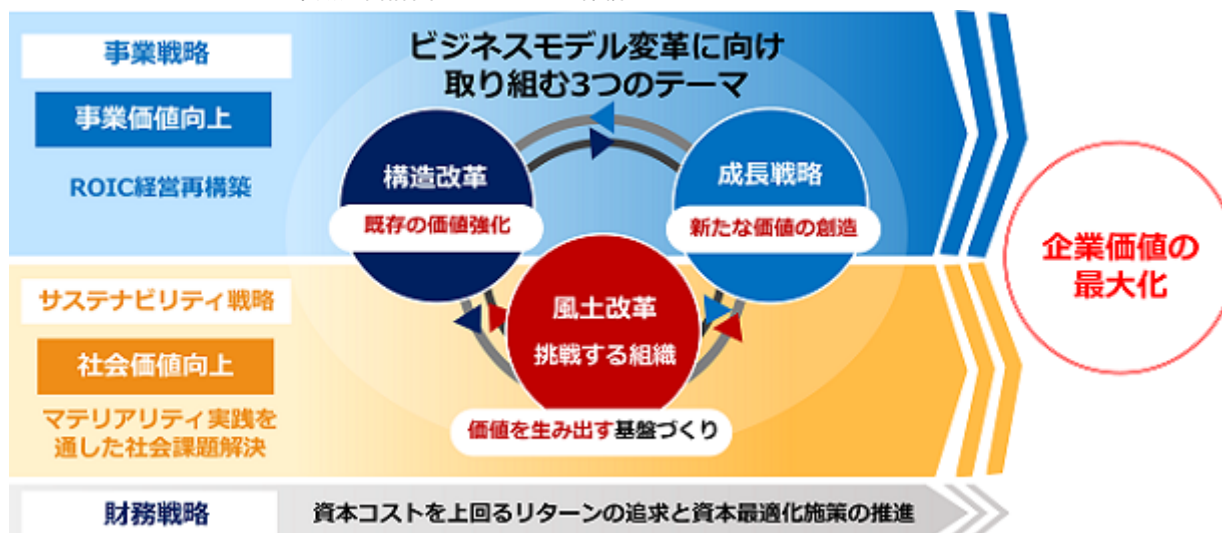 事業戦略
事業価値向上
ROIC経営再構築
ビジネスモデル変革に向け
取り組む3つのテーマ
構造改革
既存の価値強化
成長戦略
新たな価値の創造
風土改革
挑戦する組織
価値を生み出す基盤づくり
サステナビリティ戦略
社会価値向上
マテリアリティ実践を
通した社会課題解決
財務戦略
資本コストを上回るリターンの追求と資本最適化施策の推進
企業価値の
最大化